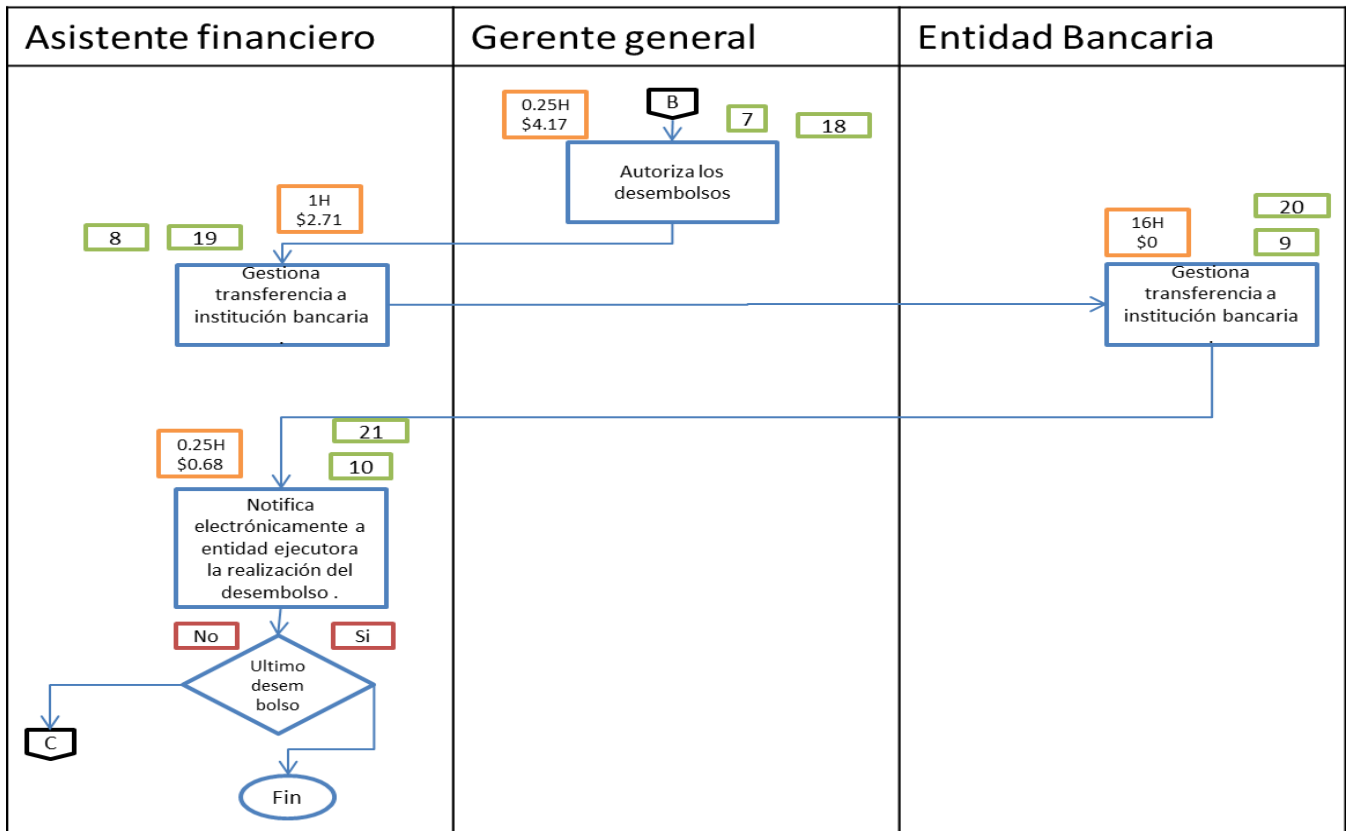 Asistente financiero
Gerente general
Entidad Bancaria
0.25H
$4.17
B
7
18
Autoriza los
desembolsos
1H
$2.71
8
19
Gestiona
transferencia a
institución bancaria
.
16H
$0
20
9
Gestiona
transferencia a
institución bancaria
.
0.25H
$0.68
21
10
Notifica
electrónicamente a
entidad ejecutora
la realización del
desembolso .
No
Si
Ultimo
desem
bolso
C
Fin